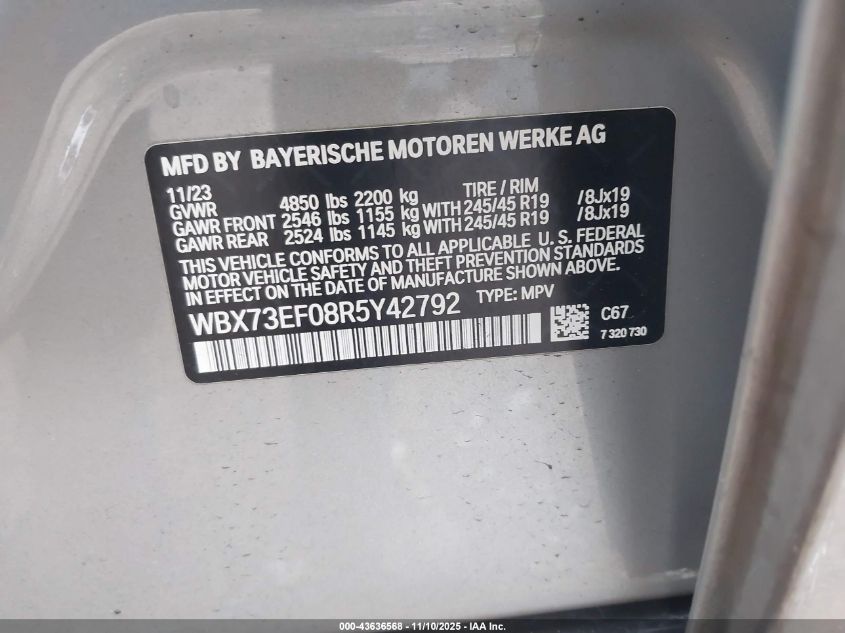 MFD BY BAYERISCHE MOTOREN WERKE AG
11/23 TIRE / RIM
GVWR 4850 lbs 2200 kg
GAWR FRONT 2546 lbs 1155 kg WITH 245/45 R19 /8Jx19
GAWR REAR 2524 lbs 1145 kg WITH 245/45 R19 /8Jx19
THIS VEHICLE CONFORMS TO ALL APPLICABLE U. S. FEDERAL
MOTOR VEHICLE SAFETY AND THEFT PREVENTION STANDARDS
IN EFFECT ON THE DATE OF MANUFACTURE SHOWN ABOVE.
WBX73EF08R5Y42792 TYPE: MPV
C67
7 320 730
000-43636568 — 11/10/2025 — IAA Inc.